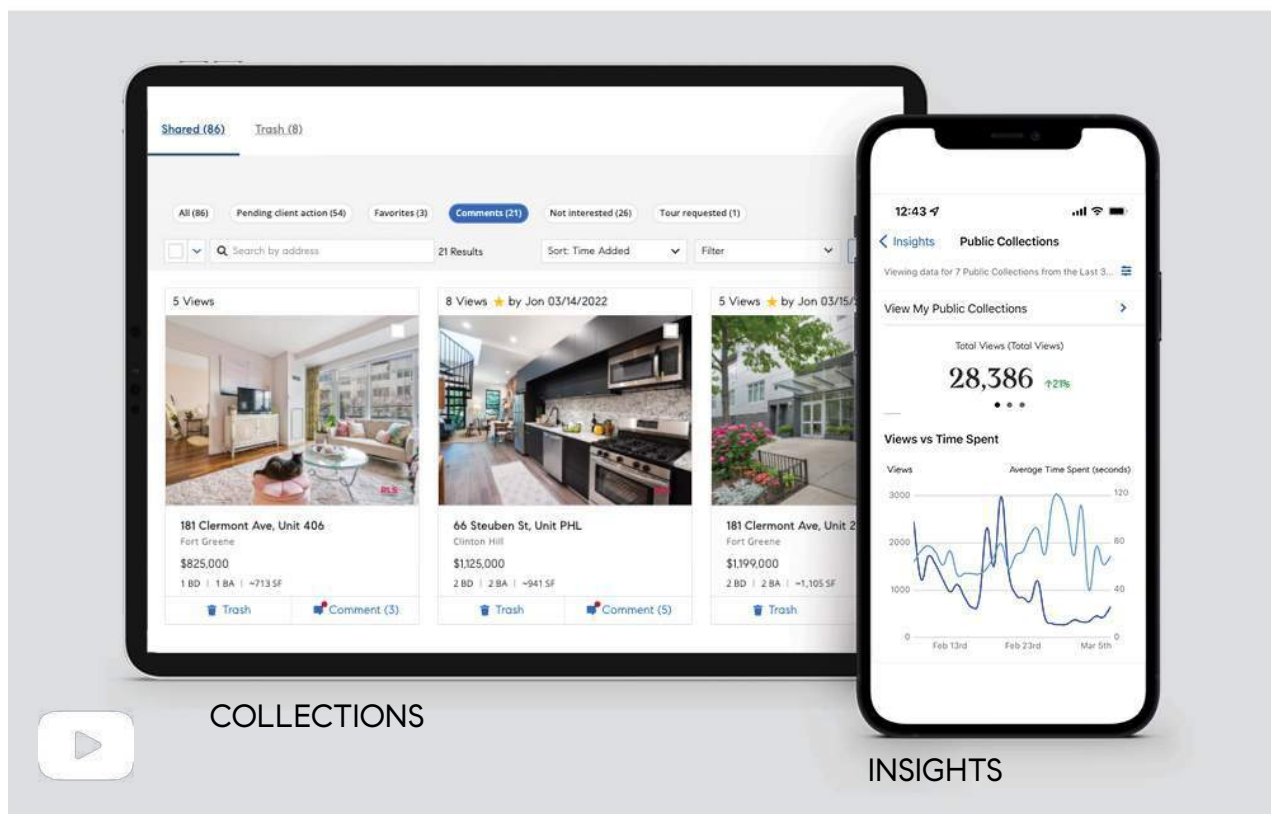 Shared (86) Trash (8)
All (86) Pending client action (54) Favorites (3) Comments (21) Not interested (26) Tour requested (1)
Search by address 21 Results Sort: Time Added Filter
5 Views
RLS
181 Clermont Ave, Unit 406
Fort Greene
$825,000
1 BD | 1 BA | ~713 SF
Trash Comment (3)
8 Views ★ by Jon 03/14/2022
66 Steuben St, Unit PHL
Clinton Hill
$1,125,000
2 BD | 2 BA | ~941 SF
Trash Comment (5)
5 Views ★ by Jon 03/15/
181 Clermont Ave, Unit 2
Fort Greene
$1,199,000
2 BD | 2 BA | ~1,105 SF
Trash
COLLECTIONS
12:43
Insights Public Collections
Viewing data for 7 Public Collections from the Last 3...
View My Public Collections
Total Views (Total Views)
28,386 ↑21%
Views vs Time Spent
Views Average Time Spent (seconds)
3000 120
2000 80
1000 40
0 0
Feb 13rd Feb 23rd Mar 5th
INSIGHTS